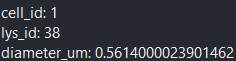 cell_id: 1
lys_id: 38
diameter_um: 0.5614000023901462